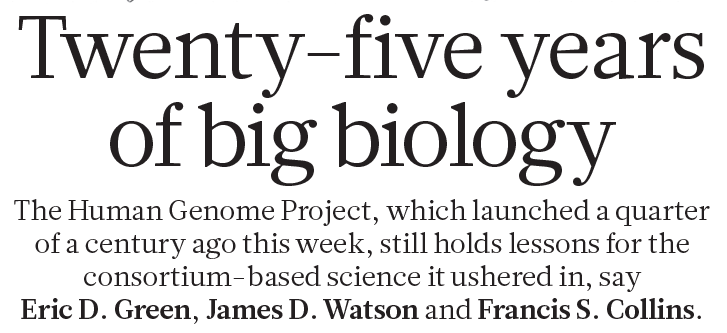 Twenty-five years
of big biology
The Human Genome Project, which launched a quarter
of a century ago this week, still holds lessons for the
consortium-based science it ushered in, say
Eric D. Green, James D. Watson and Francis S. Collins.